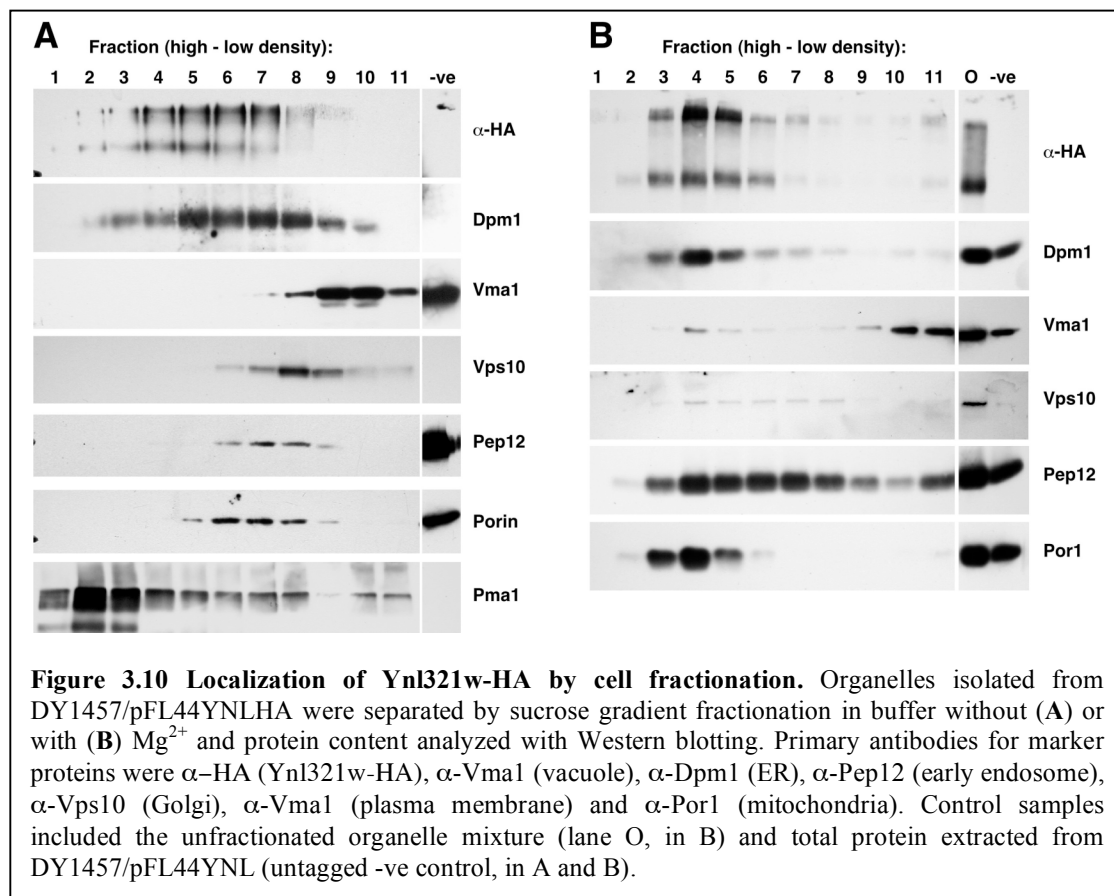 A
Fraction (high - low density):
1 2 3 4 5 6 7 8 9 10 11 -ve
α-HA
Dpm1
Vma1
Vps10
Pep12
Porin
Pma1
B
Fraction (high - low density):
1 2 3 4 5 6 7 8 9 10 11 O -ve
α-HA
Dpm1
Vma1
Vps10
Pep12
Por1
Figure 3.10 Localization of Ynl321w-HA by cell fractionation. Organelles isolated from
DY1457/pFL44YNLHA were separated by sucrose gradient fractionation in buffer without (A) or
with (B) Mg²⁺ and protein content analyzed with Western blotting. Primary antibodies for marker
proteins were α–HA (Ynl321w-HA), α-Vma1 (vacuole), α-Dpm1 (ER), α-Pep12 (early endosome),
α-Vps10 (Golgi), α-Vma1 (plasma membrane) and α-Por1 (mitochondria). Control samples
included the unfractionated organelle mixture (lane O, in B) and total protein extracted from
DY1457/pFL44YNL (untagged -ve control, in A and B).